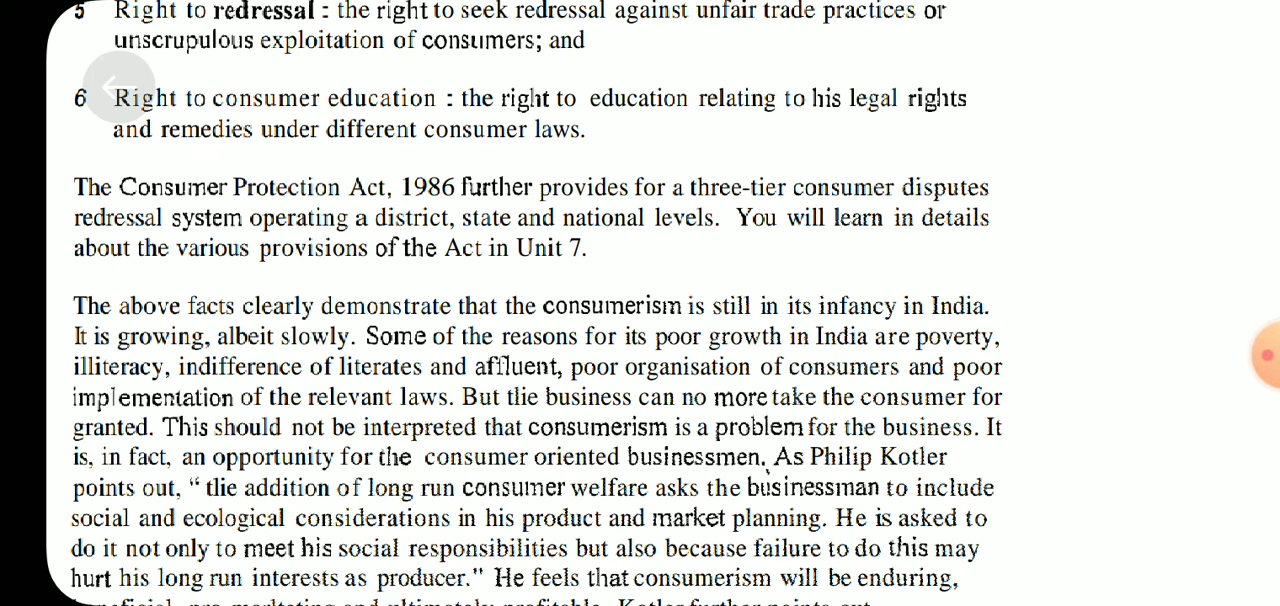 5 Right to redressal : the right to seek redressal against unfair trade practices or
unscrupulous exploitation of consumers; and
6 Right to consumer education : the right to education relating to his legal rights
and remedies under different consumer laws.
The Consumer Protection Act, 1986 further provides for a three-tier consumer disputes
redressal system operating a district, state and national levels. You will learn in details
about the various provisions of the Act in Unit 7.
The above facts clearly demonstrate that the consumerism is still in its infancy in India.
It is growing, albeit slowly. Some of the reasons for its poor growth in India are poverty,
illiteracy, indifference of literates and affluent, poor organisation of consumers and poor
implementation of the relevant laws. But tlie business can no more take the consumer for
granted. This should not be interpreted that consumerism is a problem for the business. It
is, in fact, an opportunity for the consumer oriented businessmen. As Philip Kotler
points out, “ tlie addition of long run consumer welfare asks the businessman to include
social and ecological considerations in his product and market planning. He is asked to
do it not only to meet his social responsibilities but also because failure to do this may
hurt his long run interests as producer." He feels that consumerism will be enduring,